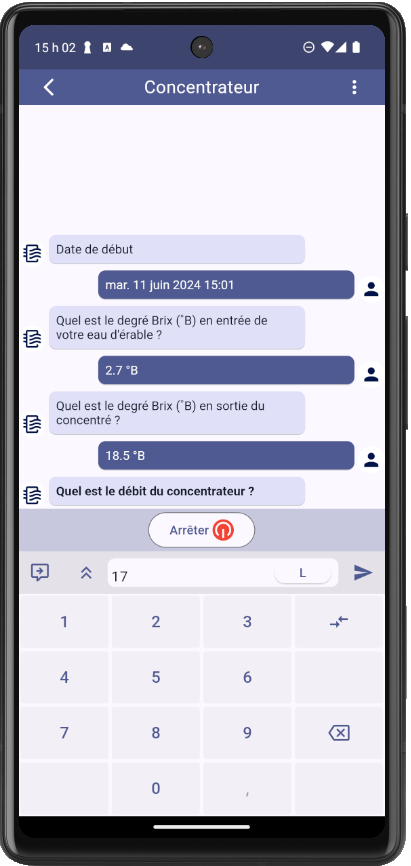 15 h 02
Concentrateur
Date de début
mar. 11 juin 2024 15:01
Quel est le degré Brix (°B) en entrée de
votre eau d'érable ?
2.7 °B
Quel est le degré Brix (°B) en sortie du
concentré ?
18.5 °B
Quel est le débit du concentrateur ?
Arrêter
17 L
1 2 3
4 5 6
7 8 9
0 ,